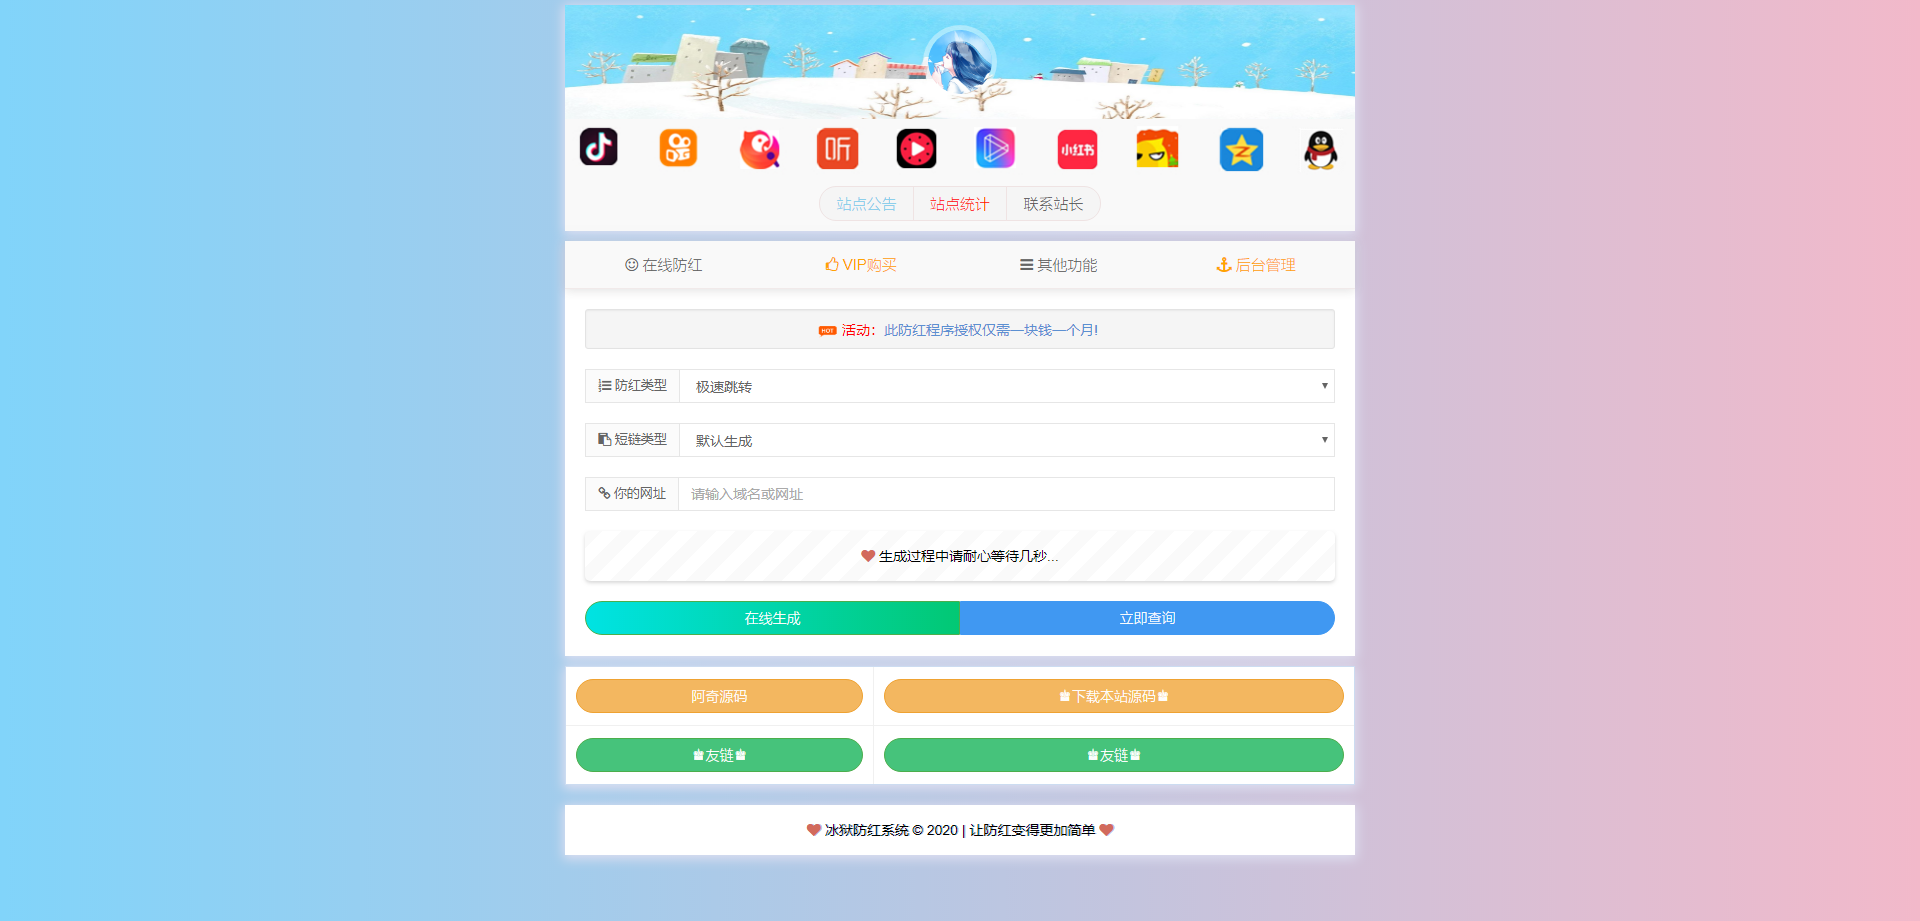 听
小红书
站点公告 站点统计 联系站长
在线防红 VIP购买 其他功能 后台管理
HOT 活动：此防红程序授权仅需一块钱一个月!
防红类型 极速跳转
短链类型 默认生成
你的网址 请输入域名或网址
生成过程中请耐心等待几秒...
在线生成 立即查询
阿奇源码 下载本站源码
友链 友链
冰狱防红系统 © 2020 | 让防红变得更加简单